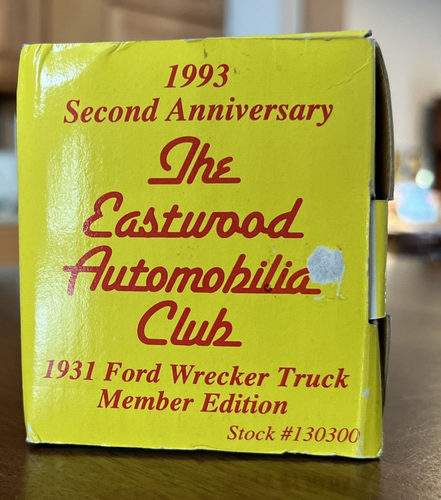 1993
Second Anniversary
The
Eastwood
Automobilia
Club
1931 Ford Wrecker Truck
Member Edition
Stock #130300